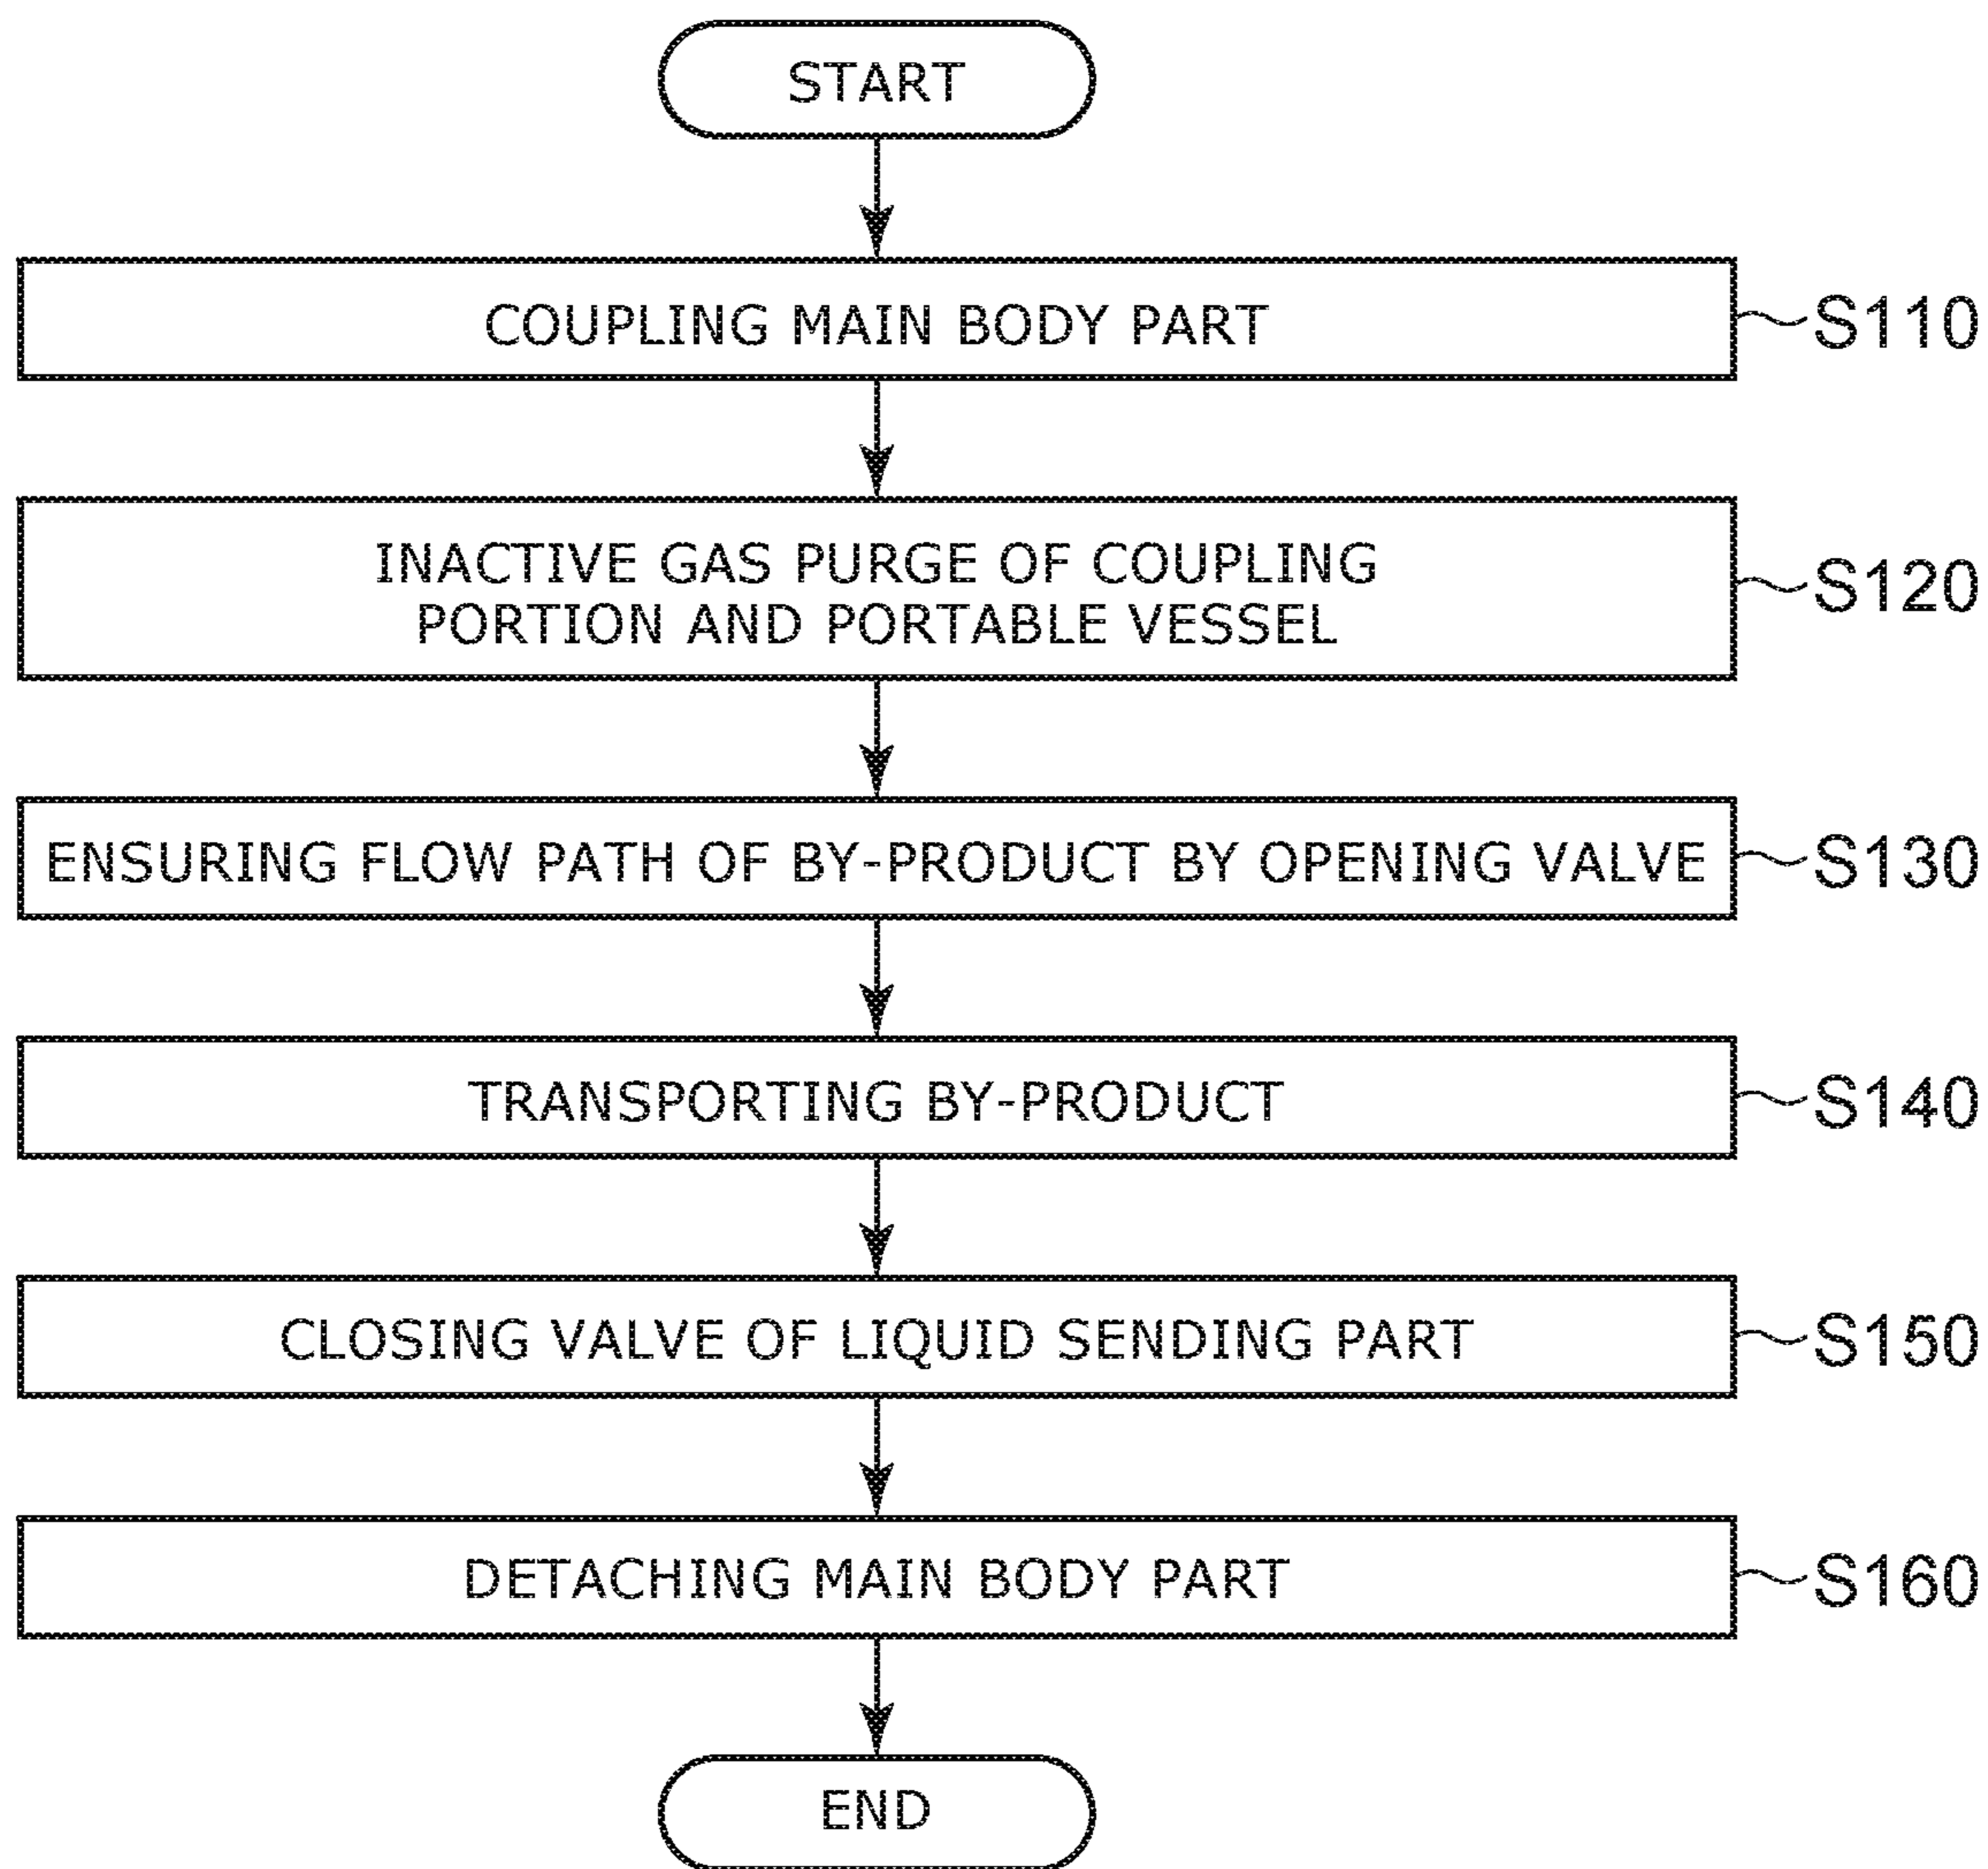 START
COUPLING MAIN BODY PART
S110
INACTIVE GAS PURGE OF COUPLING
PORTION AND PORTABLE VESSEL
S120
ENSURING FLOW PATH OF BY-PRODUCT BY OPENING VALVE
S130
TRANSPORTING BY-PRODUCT
S140
CLOSING VALVE OF LIQUID SENDING PART
S150
DETACHING MAIN BODY PART
S160
END